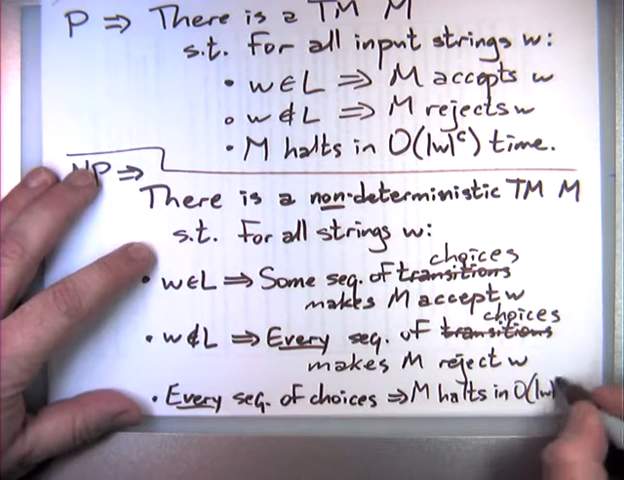 P ⇒ There is a TM M
s.t. For all input strings w:
• w∈L ⇒ M accepts w
• w∉L ⇒ M rejects w
• M halts in O(|w|^c) time.
NP ⇒
There is a non-deterministic TM M
s.t. For all strings w:
choices
• w∈L ⇒ Some seq. of transitions
makes M accept w
choices
• w∉L ⇒ Every seq. of transitions
makes M reject w
• Every seq. of choices ⇒ M halts in O(|w|